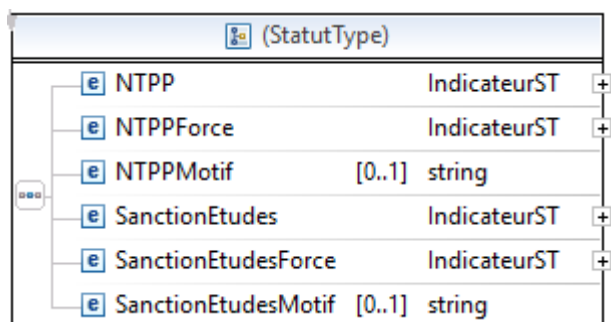 (StatutType)
e NTPP IndicateurST
e NTPPForce IndicateurST
e NTPPMotif [0..1] string
e SanctionEtudes IndicateurST
e SanctionEtudesForce IndicateurST
e SanctionEtudesMotif [0..1] string